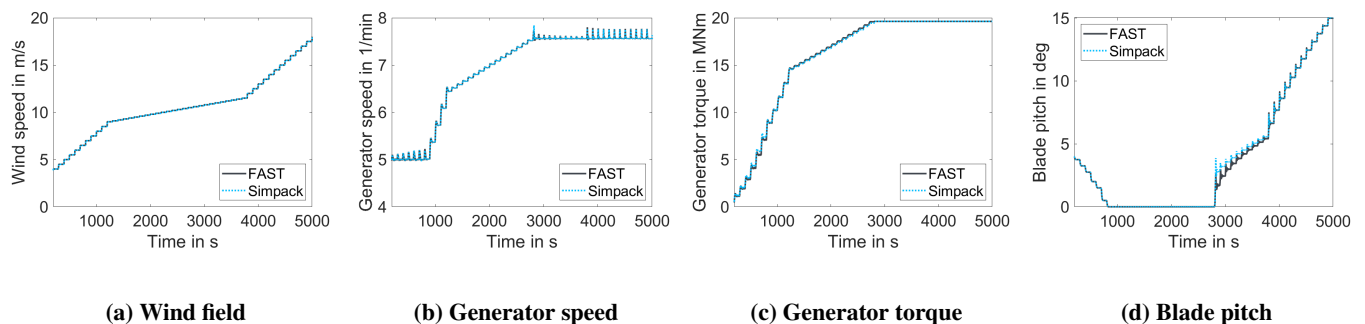 20
15
10
5
0
Wind speed in m/s
FAST
Simpack
1000 2000 3000 4000 5000
Time in s
(a) Wind field
8
7
6
5
4
Generator speed in 1/min
FAST
Simpack
1000 2000 3000 4000 5000
Time in s
(b) Generator speed
20
15
10
5
0
Generator torque in MNm
FAST
Simpack
1000 2000 3000 4000 5000
Time in s
(c) Generator torque
15
10
5
0
Blade pitch in deg
FAST
Simpack
1000 2000 3000 4000 5000
Time in s
(d) Blade pitch